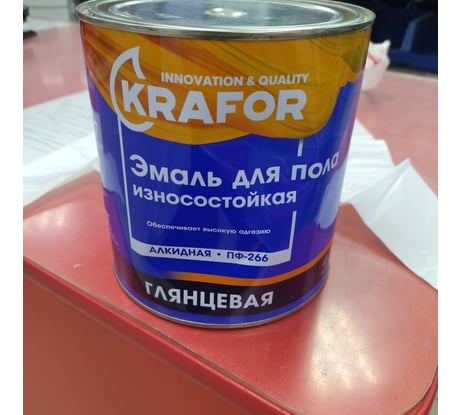 INNOVATION & QUALITY
KRAFOR
Эмаль для пола
износостойкая
Обеспечивает высокую адгезию
АЛКИДНАЯ • ПФ-266
ГЛЯНЦЕВАЯ